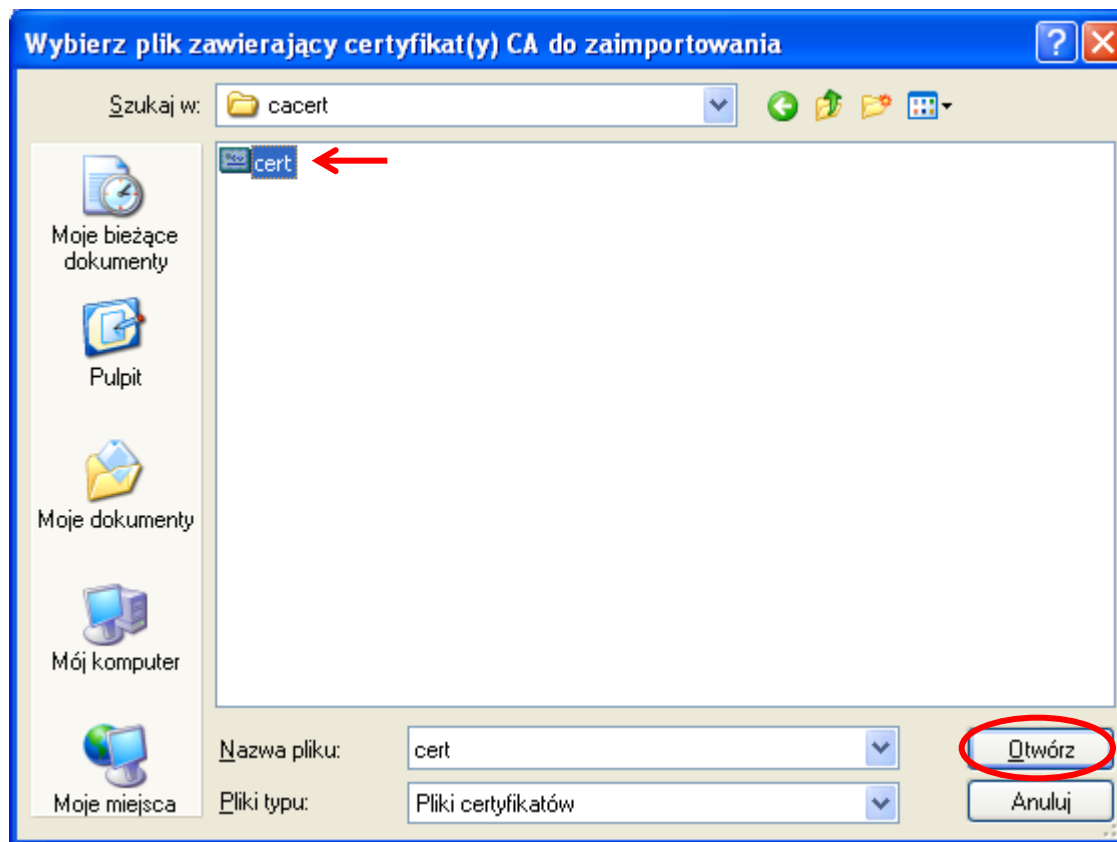 Wybierz plik zawierający certyfikat(y) CA do zaimportowania
Szukaj w:
cacert
cert
Moje bieżące
dokumenty
Pulpit
Moje dokumenty
Mój komputer
Moje miejsca
Nazwa pliku:
cert
Otwórz
Pliki typu:
Pliki certyfikatów
Anuluj